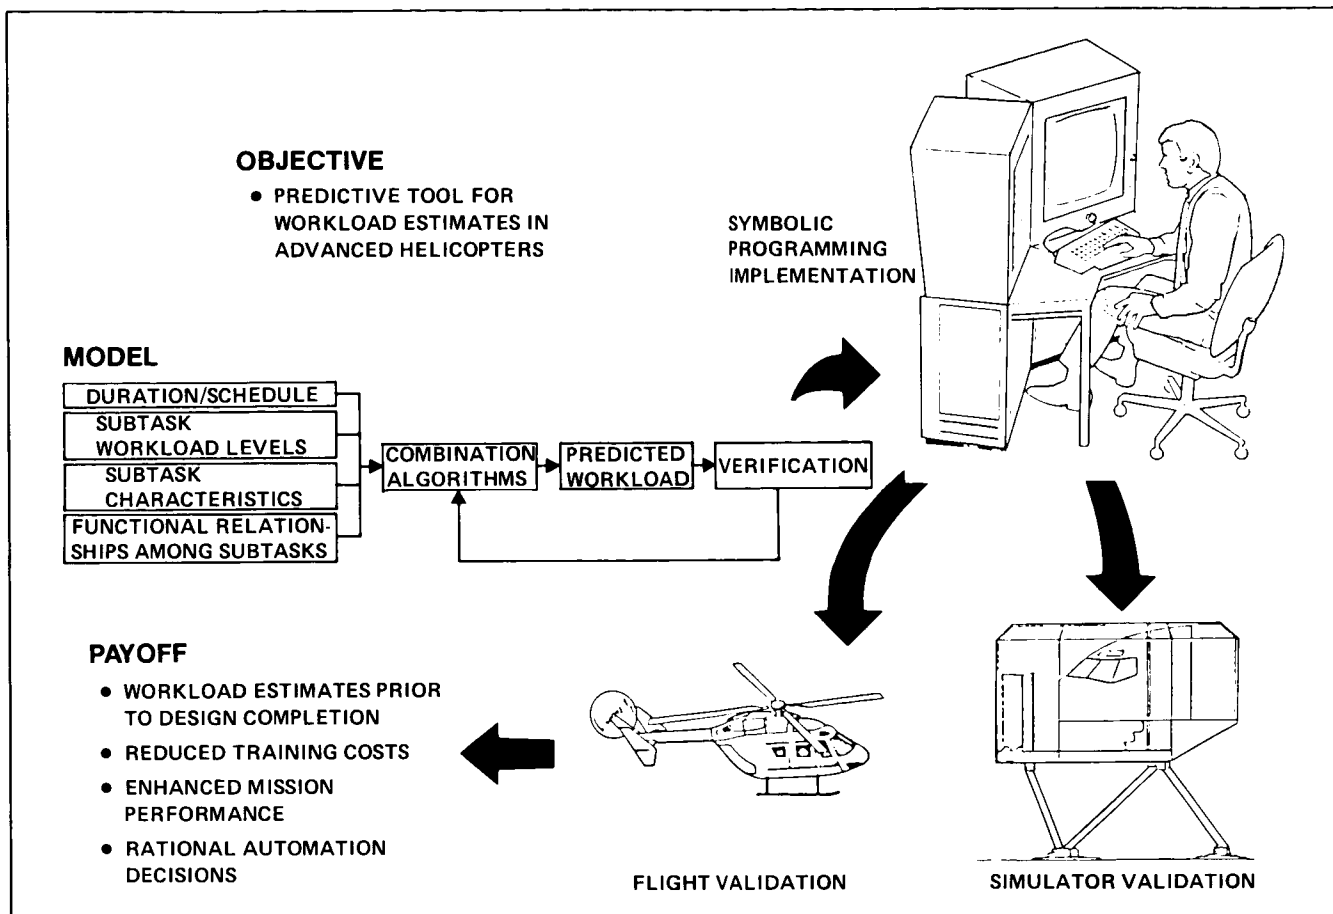 OBJECTIVE
● PREDICTIVE TOOL FOR
WORKLOAD ESTIMATES IN
ADVANCED HELICOPTERS
SYMBOLIC
PROGRAMMING
IMPLEMENTATION
MODEL
DURATION/SCHEDULE
SUBTASK
WORKLOAD LEVELS
SUBTASK
CHARACTERISTICS
FUNCTIONAL RELATION-
SHIPS AMONG SUBTASKS
COMBINATION
ALGORITHMS
PREDICTED
WORKLOAD
VERIFICATION
PAYOFF
● WORKLOAD ESTIMATES PRIOR
TO DESIGN COMPLETION
● REDUCED TRAINING COSTS
● ENHANCED MISSION
PERFORMANCE
● RATIONAL AUTOMATION
DECISIONS
FLIGHT VALIDATION
SIMULATOR VALIDATION